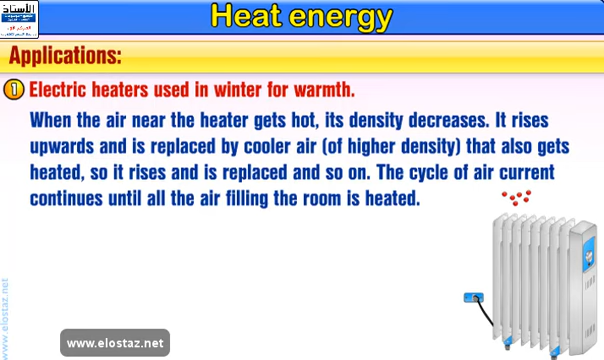 الأستاذ
Heat energy
Applications:
1 Electric heaters used in winter for warmth.
When the air near the heater gets hot, its density decreases. It rises
upwards and is replaced by cooler air (of higher density) that also gets
heated, so it rises and is replaced and so on. The cycle of air current
continues until all the air filling the room is heated.
www.elostaz.net
www.elostaz.net